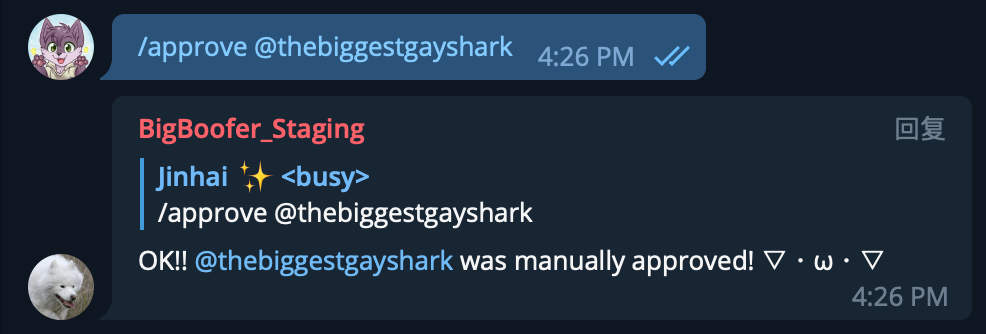 /approve @thebiggestgayshark 4:26 PM
BigBoofer_Staging 回复
Jinhai ✨ <busy>
/approve @thebiggestgayshark
OK!! @thebiggestgayshark was manually approved! ▽・ω・▽
4:26 PM